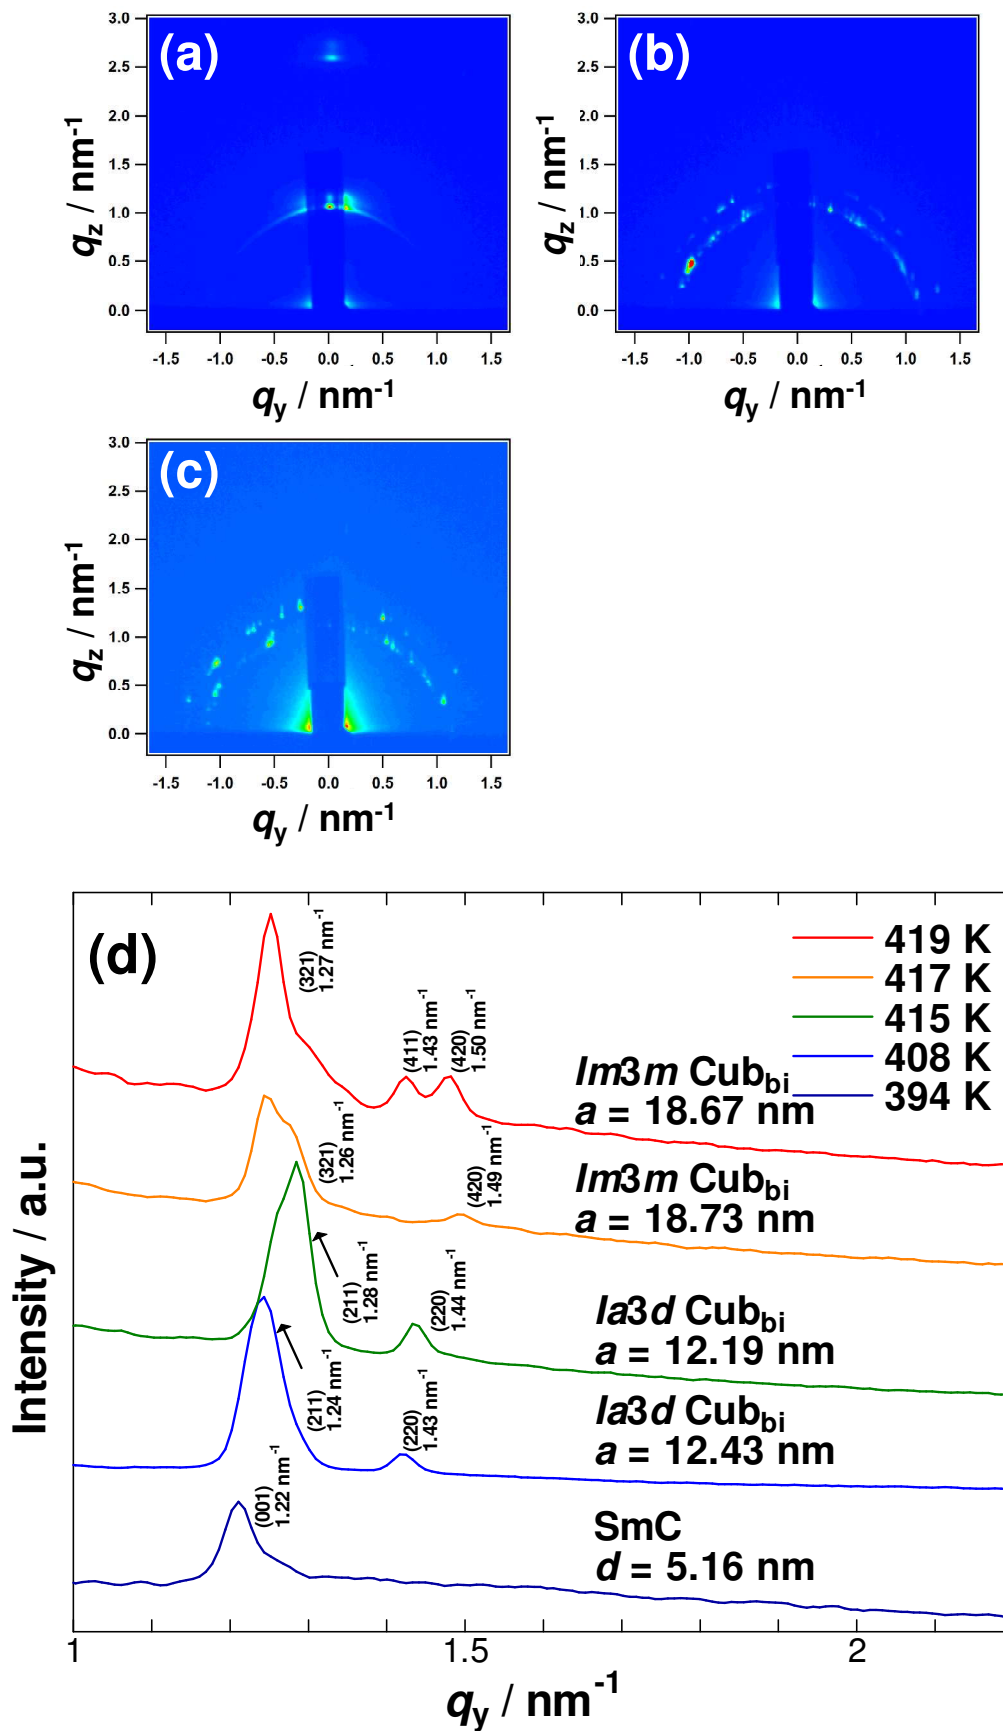 (a)
3.0
2.5
2.0
1.5
1.0
0.5
0.0
qz / nm-1
-1.5 -1.0 -0.5 0.0 0.5 1.0 1.5
qy / nm-1
(b)
3.0
2.5
2.0
1.5
1.0
0.5
0.0
qz / nm-1
-1.5 -1.0 -0.5 0.0 0.5 1.0 1.5
qy / nm-1
(c)
3.0
2.5
2.0
1.5
1.0
0.5
0.0
qz / nm-1
-1.5 -1.0 -0.5 0.0 0.5 1.0 1.5
qy / nm-1
(d)
419 K
417 K
415 K
408 K
394 K
(321)
1.27 nm-1
(411)
1.43 nm-1
(420)
1.50 nm-1
Im3m Cubbi
a = 18.67 nm
(321)
1.26 nm-1
(420)
1.49 nm-1
Im3m Cubbi
a = 18.73 nm
(211)
1.28 nm-1
(220)
1.44 nm-1
Ia3d Cubbi
a = 12.19 nm
(211)
1.24 nm-1
(220)
1.43 nm-1
Ia3d Cubbi
a = 12.43 nm
(001)
1.22 nm-1
SmC
d = 5.16 nm
Intensity / a.u.
1 1.5 2
qy / nm-1